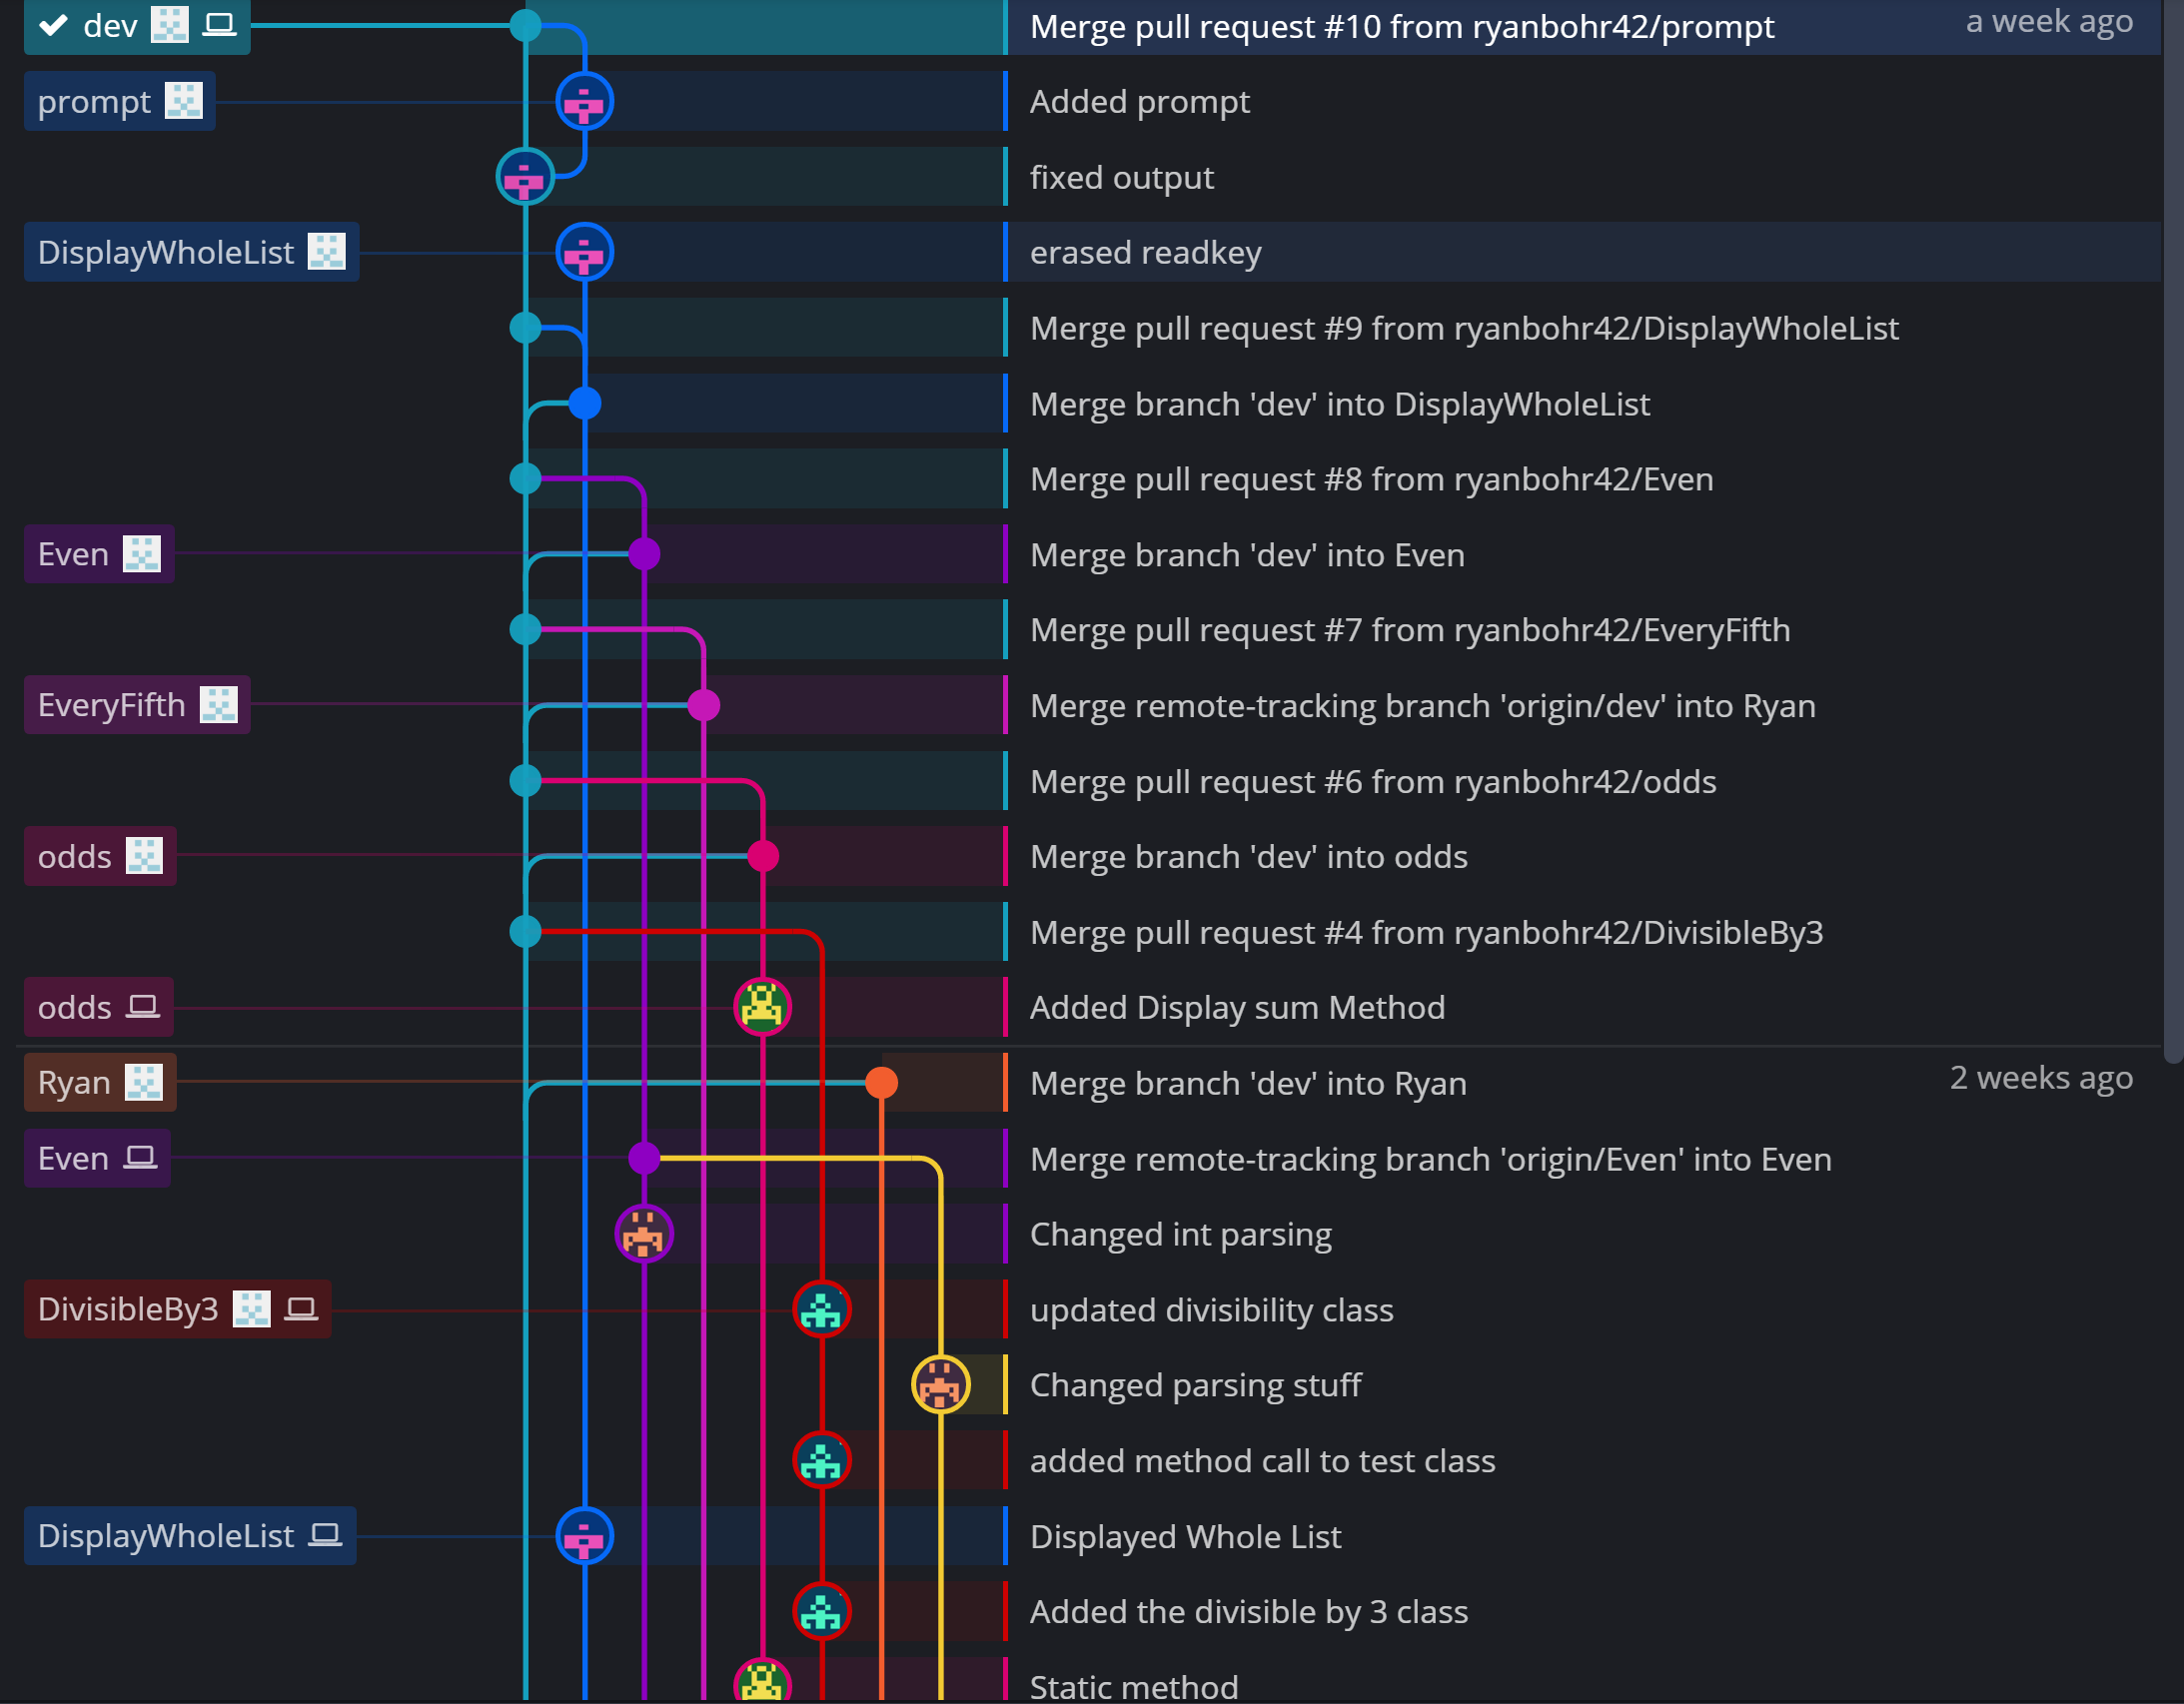 dev Merge pull request #10 from ryanbohr42/prompt a week ago
prompt Added prompt
fixed output
DisplayWholeList erased readkey
Merge pull request #9 from ryanbohr42/DisplayWholeList
Merge branch 'dev' into DisplayWholeList
Merge pull request #8 from ryanbohr42/Even
Even Merge branch 'dev' into Even
Merge pull request #7 from ryanbohr42/EveryFifth
EveryFifth Merge remote-tracking branch 'origin/dev' into Ryan
Merge pull request #6 from ryanbohr42/odds
odds Merge branch 'dev' into odds
Merge pull request #4 from ryanbohr42/DivisibleBy3
odds Added Display sum Method
Ryan Merge branch 'dev' into Ryan 2 weeks ago
Even Merge remote-tracking branch 'origin/Even' into Even
Changed int parsing
DivisibleBy3 updated divisibility class
Changed parsing stuff
added method call to test class
DisplayWholeList Displayed Whole List
Added the divisible by 3 class
Static method